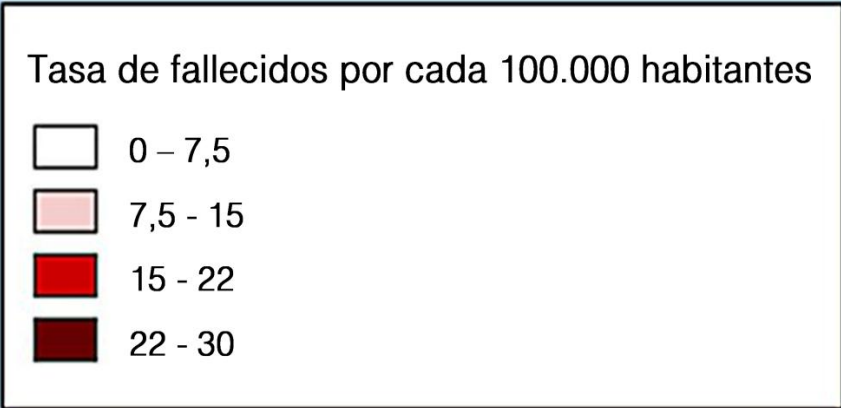 Tasa de fallecidos por cada 100.000 habitantes
0 – 7,5
7,5 - 15
15 - 22
22 - 30